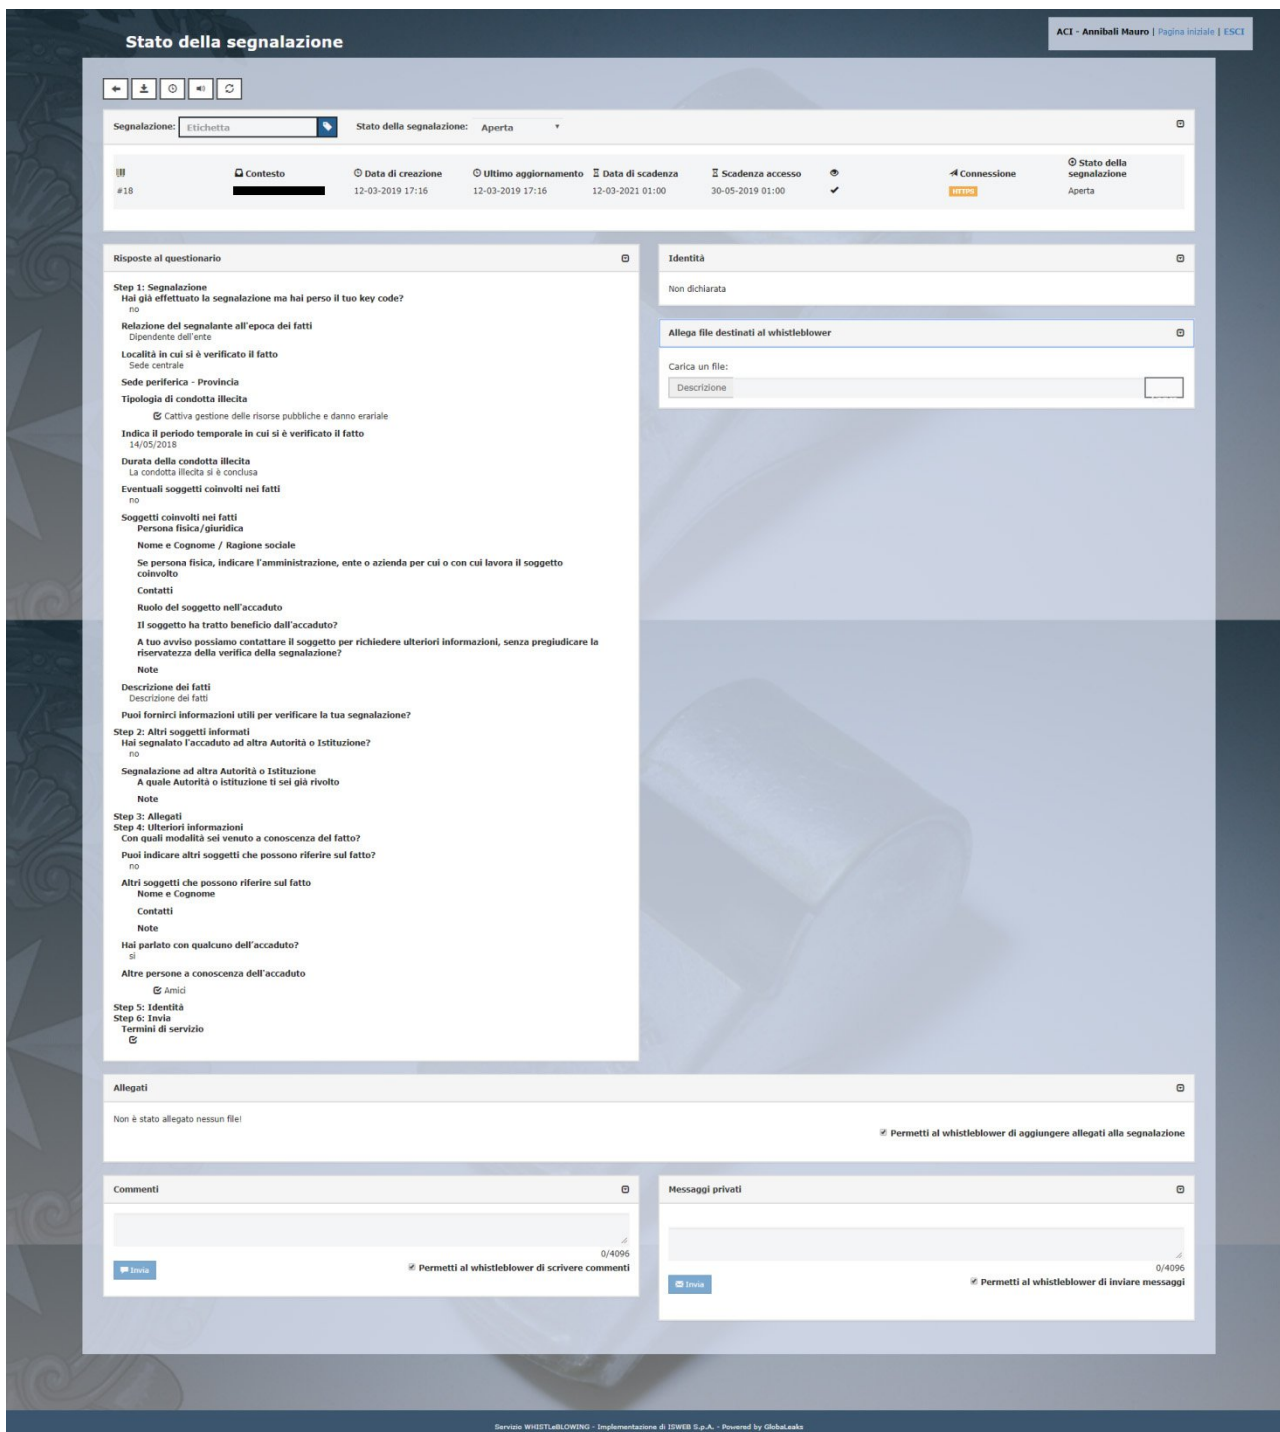 Stato della segnalazione
ACI - Annibali Mauro | Pagina iniziale | ESCI
Segnalazione: Etichetta Stato della segnalazione: Aperta
Contesto Data di creazione Ultimo aggiornamento Data di scadenza Scadenza accesso Connessione Stato della segnalazione
#18 12-03-2019 17:16 12-03-2019 17:16 12-03-2021 01:00 30-05-2019 01:00 HTTPS Aperta
Risposte al questionario
Step 1: Segnalazione
Hai già effettuato la segnalazione ma hai perso il tuo key code?
no
Relazione del segnalante all'epoca dei fatti
Dipendente dell'ente
Località in cui si è verificato il fatto
Sede centrale
Sede periferica - Provincia
Tipologia di condotta illecita
Cattiva gestione delle risorse pubbliche e danno erariale
Indica il periodo temporale in cui si è verificato il fatto
14/05/2018
Durata della condotta illecita
La condotta illecita si è conclusa
Eventuali soggetti coinvolti nei fatti
no
Soggetti coinvolti nei fatti
Persona fisica/giuridica
Nome e Cognome / Ragione sociale
Se persona fisica, indicare l'amministrazione, ente o azienda per cui o con cui lavora il soggetto
coinvolto
Contatti
Ruolo del soggetto nell'accaduto
Il soggetto ha tratto beneficio dall'accaduto?
A tuo avviso possiamo contattare il soggetto per richiedere ulteriori informazioni, senza pregiudicare la
riservatezza della verifica della segnalazione?
Note
Descrizione dei fatti
Descrizione dei fatti
Puoi fornirci informazioni utili per verificare la tua segnalazione?
Step 2: Altri soggetti informati
Hai segnalato l'accaduto ad altra Autorità o Istituzione?
no
Segnalazione ad altra Autorità o Istituzione
A quale Autorità o istituzione ti sei già rivolto
Note
Step 3: Allegati
Step 4: Ulteriori informazioni
Con quali modalità sei venuto a conoscenza del fatto?
Puoi indicare altri soggetti che possono riferire sul fatto?
no
Altri soggetti che possono riferire sul fatto
Nome e Cognome
Contatti
Note
Hai parlato con qualcuno dell'accaduto?
si
Altre persone a conoscenza dell'accaduto
Amici
Step 5: Identità
Step 6: Invia
Termini di servizio
Identità
Non dichiarata
Allega file destinati al whistleblower
Carica un file:
Descrizione
Allegati
Non è stato allegato nessun file!
Permetti al whistleblower di aggiungere allegati alla segnalazione
Commenti
0/4096
Invia
Permetti al whistleblower di scrivere commenti
Messaggi privati
0/4096
Invia
Permetti al whistleblower di inviare messaggi
Servizio WHISTLeBLOWING - Implementazione di ISWEB S.p.A. - Powered by GlobaLeaks